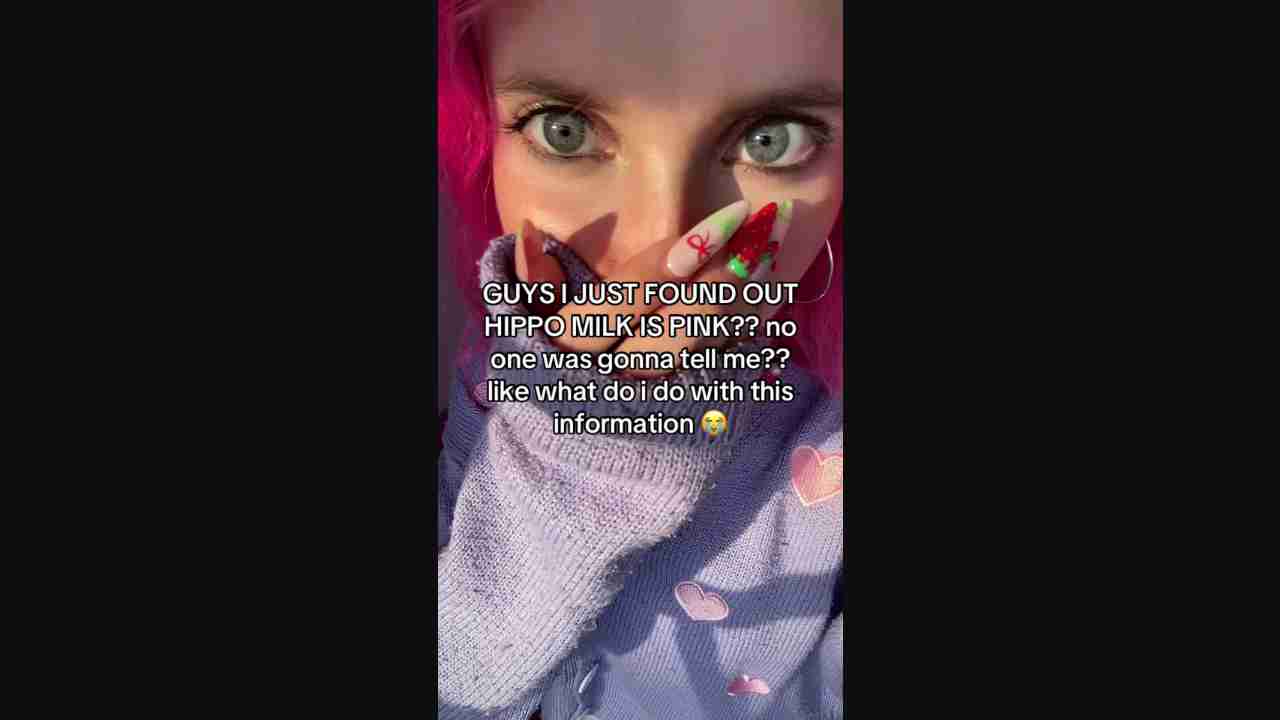 GUYS I JUST FOUND OUT
HIPPO MILK IS PINK?? no
one was gonna tell me??
like what do i do with this
information 😭